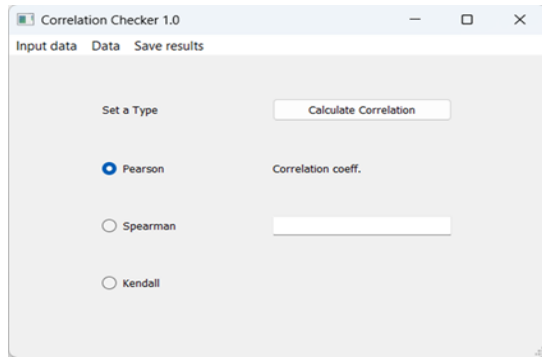 Correlation Checker 1.0
Input data Data Save results
Set a Type
Calculate Correlation
Pearson
Correlation coeff.
Spearman
Kendall